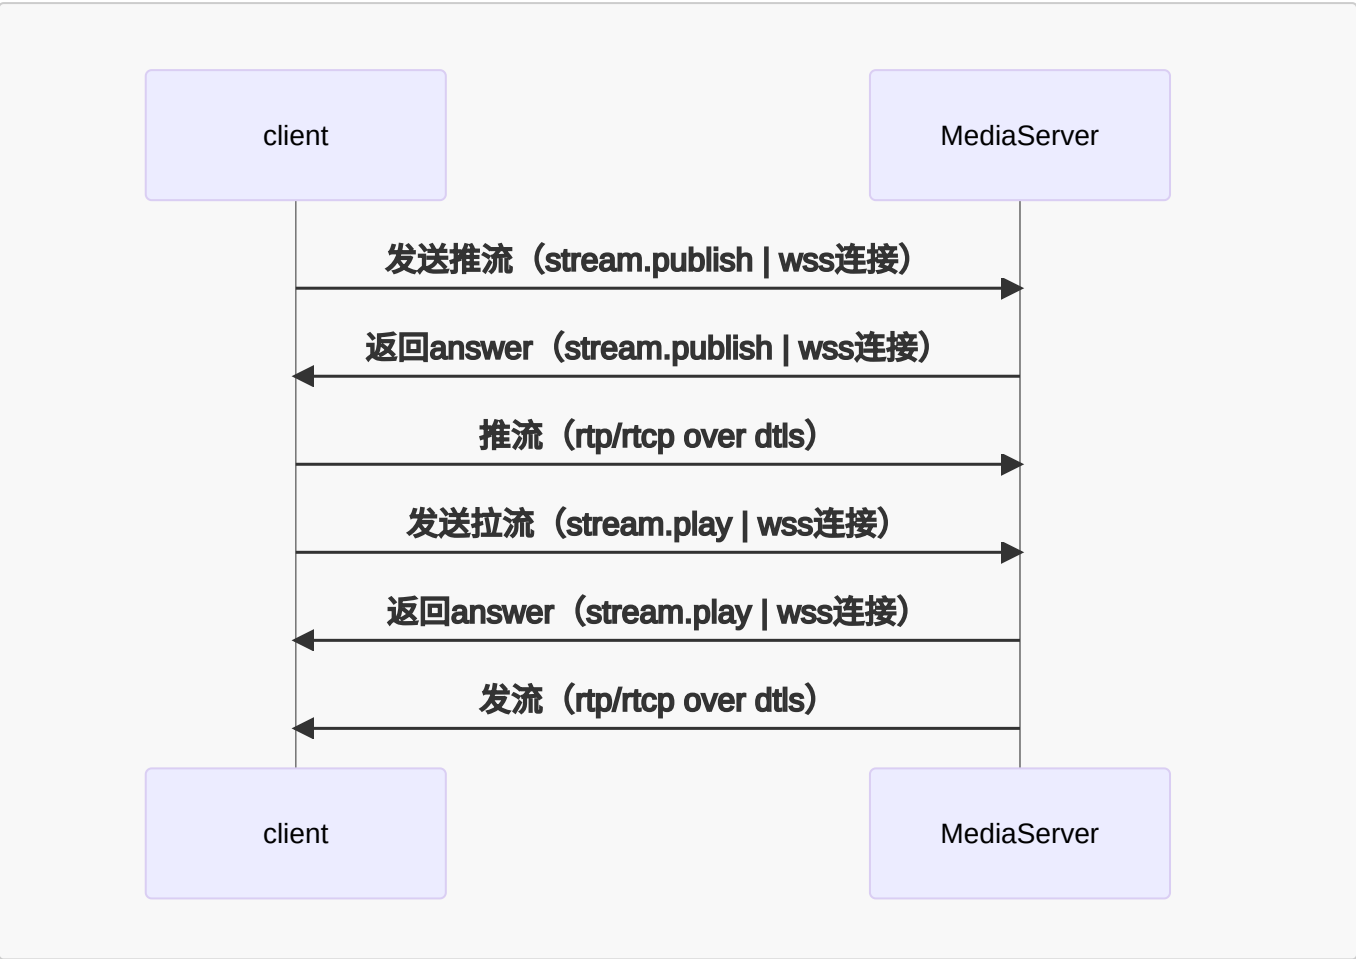 client
MediaServer
发送推流（stream.publish | wss连接）
返回answer（stream.publish | wss连接）
推流（rtp/rtcp over dtls）
发送拉流（stream.play | wss连接）
返回answer（stream.play | wss连接）
发流（rtp/rtcp over dtls）
client
MediaServer